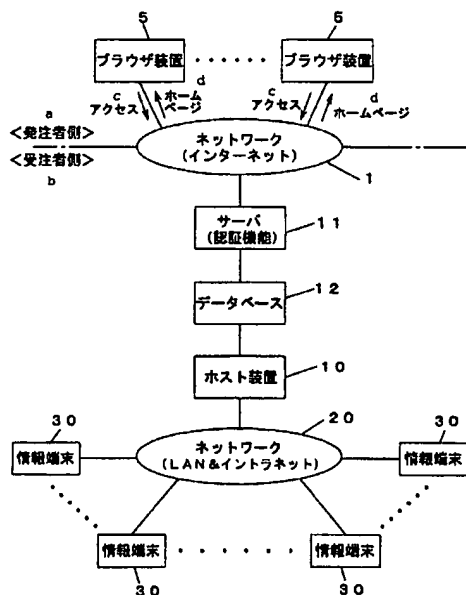 5 5
ブラウザ装置 ‥‥‥ ブラウザ装置
c d c d
アクセス ホームページ アクセス ホームページ
a
<発注者側>
<受注者側>
b
ネットワーク
(インターネット)
1
サーバ
(認証機能)
11
データベース
12
ホスト装置
10
20
ネットワーク
(LAN&イントラネット)
30 30
情報端末 情報端末
情報端末 ‥‥‥ 情報端末
30 30